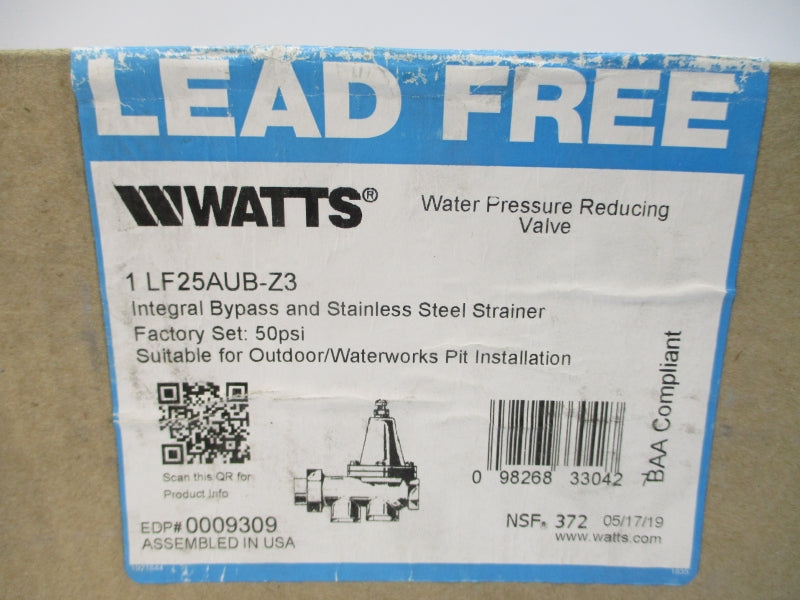 LEAD FREE
WATTS®
Water Pressure Reducing
Valve
1 LF25AUB-Z3
Integral Bypass and Stainless Steel Strainer
Factory Set: 50psi
Suitable for Outdoor/Waterworks Pit Installation
BAA Compliant
Scan this QR for
Product Info
0 98268 33042 7
EDP# 0009309
ASSEMBLED IN USA
NSF® 372 05/17/19
www.watts.com